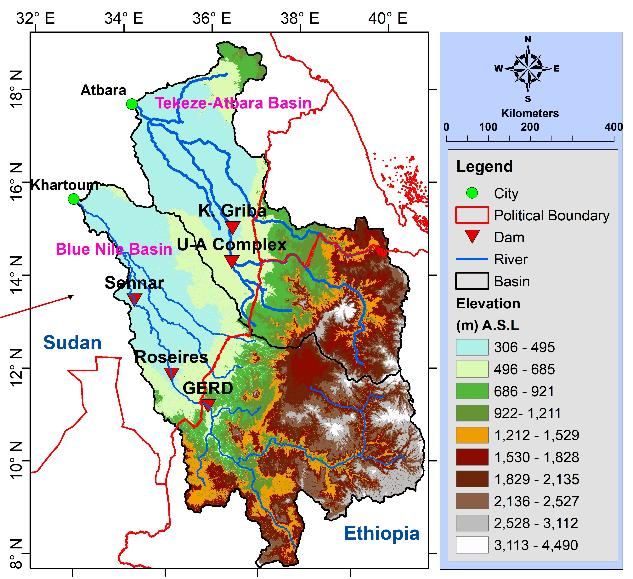 32° E 34° E 36° E 38° E 40° E
18° N
16° N
14° N
12° N
10° N
8° N
Atbara
Tekeze-Atbara Basin
Khartoum
K. Griba
U-A Complex
Blue Nile Basin
Sennar
Sudan
Roseires
GERD
Ethiopia
N
W E
S
Kilometers
0 100 200 300 400
Legend
City
Political Boundary
Dam
River
Basin
Elevation
(m) A.S.L
306 - 495
496 - 685
686 - 921
922- 1,211
1,212 - 1,529
1,530 - 1,828
1,829 - 2,135
2,136 - 2,527
2,528 - 3,112
3,113 - 4,490